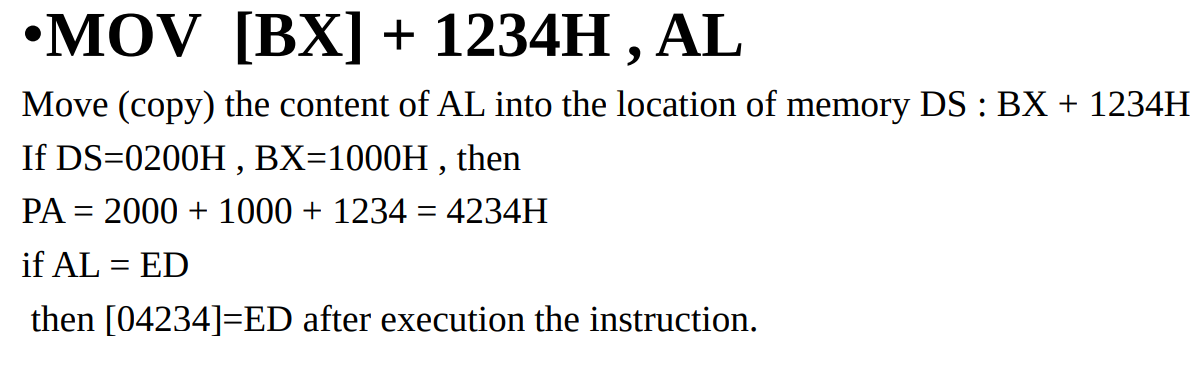 •MOV [BX] + 1234H , AL
Move (copy) the content of AL into the location of memory DS : BX + 1234H
If DS=0200H , BX=1000H , then
PA = 2000 + 1000 + 1234 = 4234H
if AL = ED
then [04234]=ED after execution the instruction.